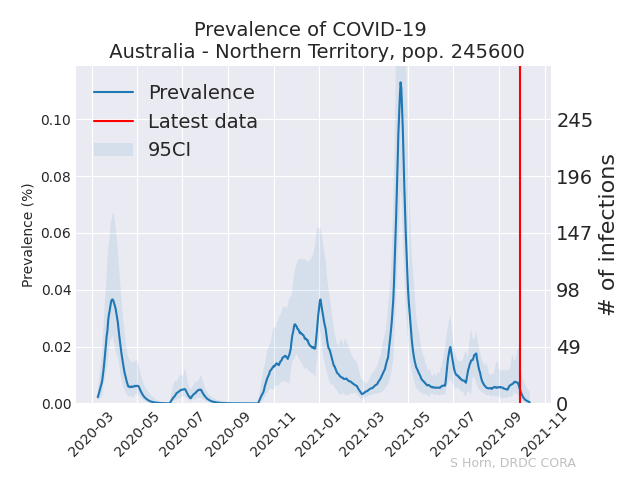 Prevalence of COVID-19
Australia - Northern Territory, pop. 245600
Prevalence
Latest data
95CI
Prevalence (%)
0.10
0.08
0.06
0.04
0.02
0.00
245
196
147
98
49
0
# of infections
2020-03
2020-05
2020-07
2020-09
2020-11
2021-01
2021-03
2021-05
2021-07
2021-09
2021-11
S Horn, DRDC CORA